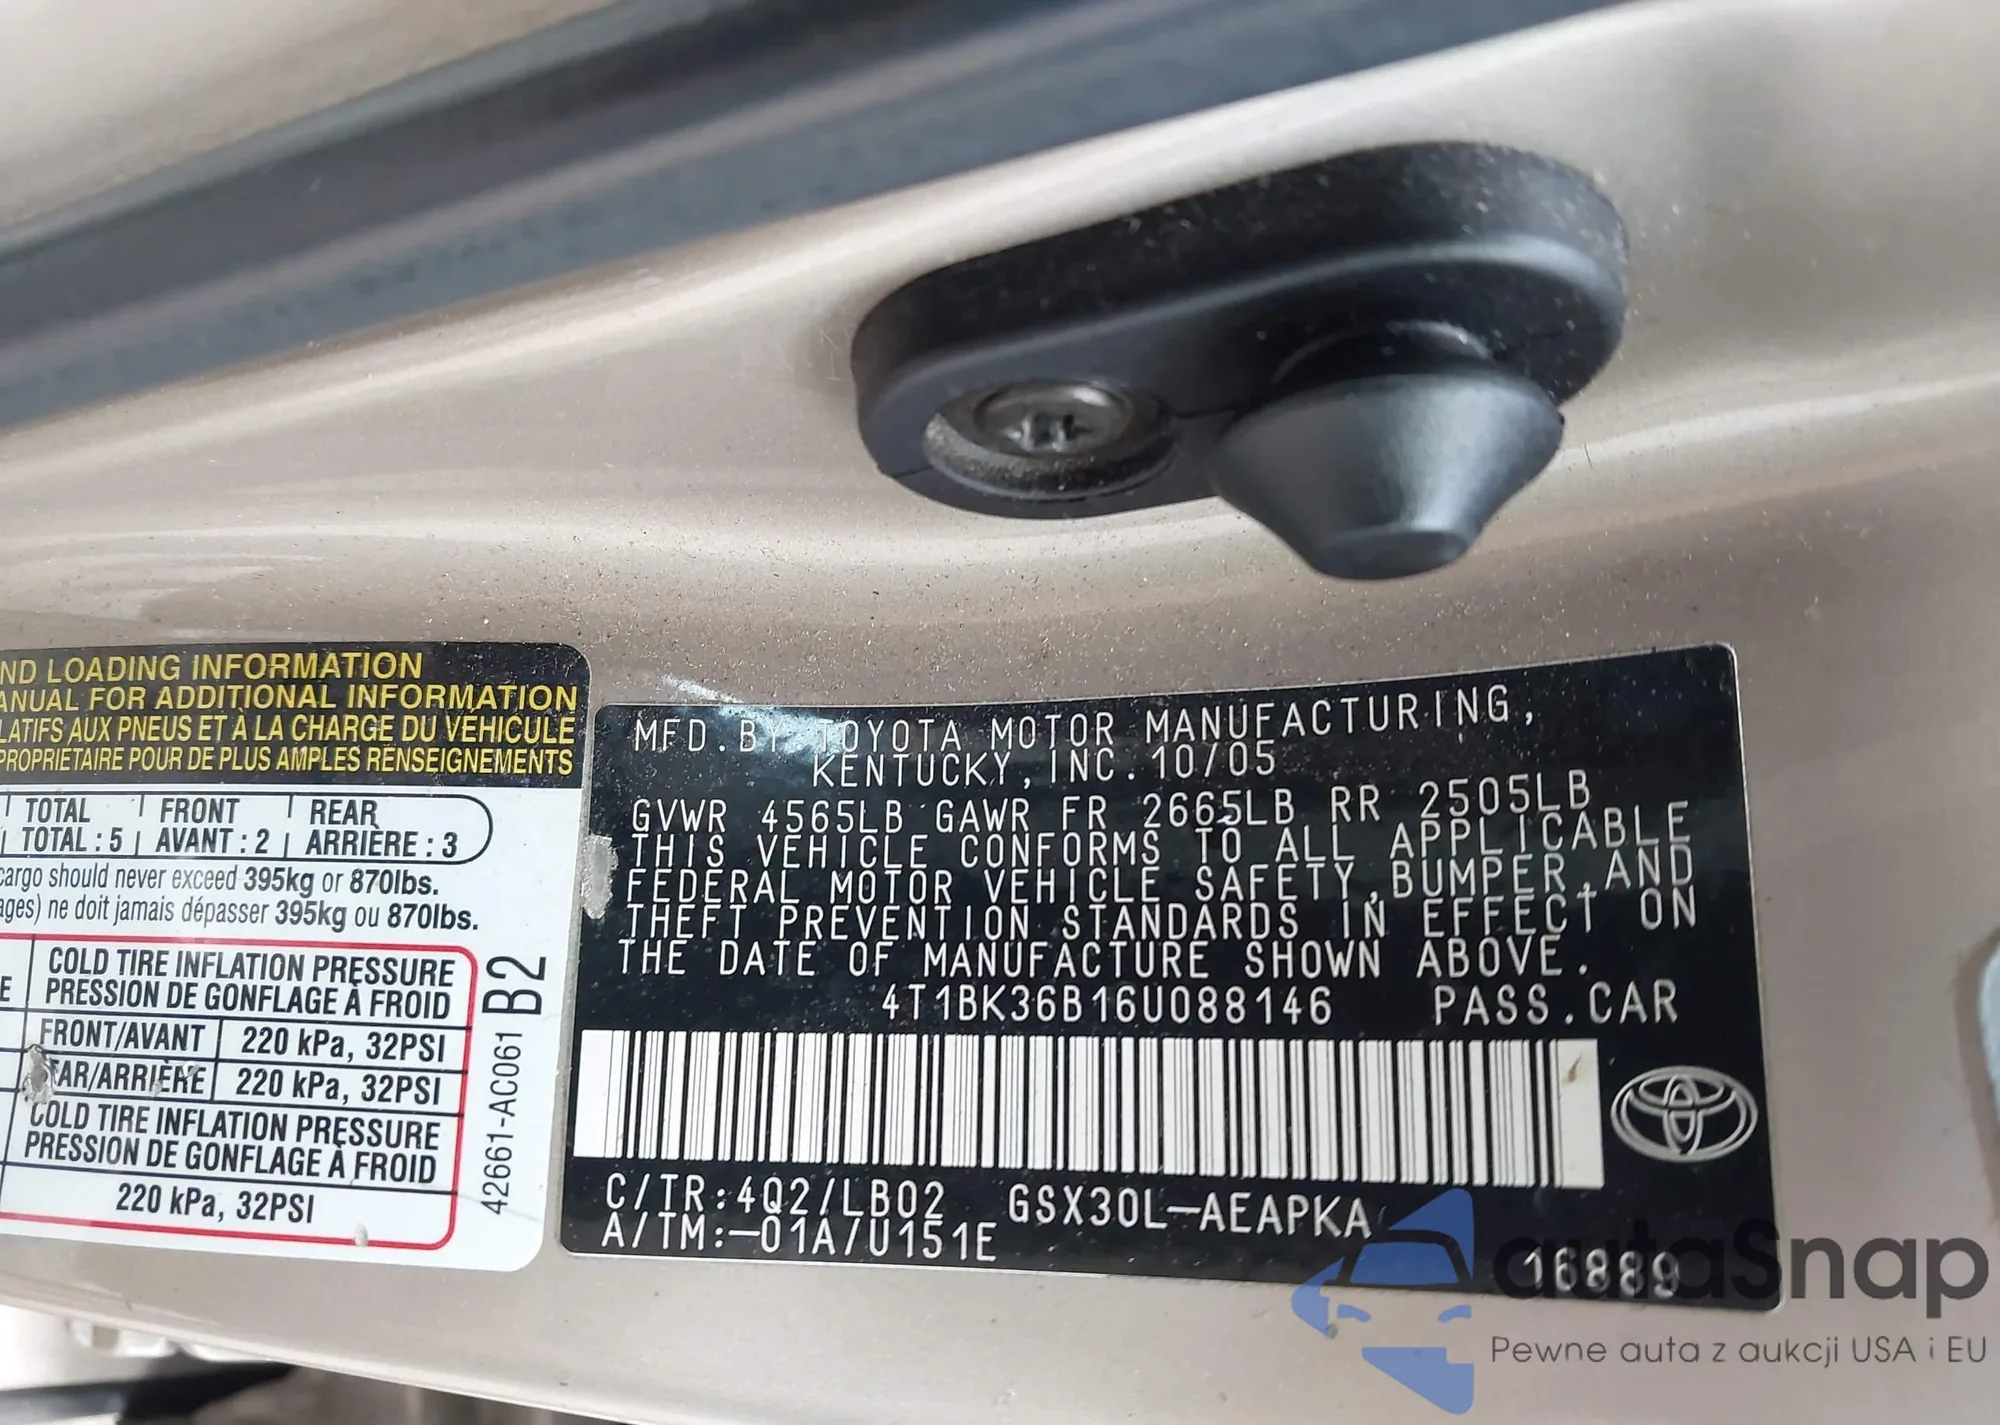 ND LOADING INFORMATION
ANUAL FOR ADDITIONAL INFORMATION
LATIFS AUX PNEUS ET À LA CHARGE DU VÉHICULE
PROPRIETAIRE POUR DE PLUS AMPLES RENSEIGNEMENTS
TOTAL FRONT REAR
TOTAL : 5 AVANT : 2 ARRIÈRE : 3
cargo should never exceed 395kg or 870lbs.
ages) ne doit jamais dépasser 395kg ou 870lbs.
COLD TIRE INFLATION PRESSURE
E PRESSION DE GONFLAGE À FROID
FRONT/AVANT 220 kPa, 32PSI
AR/ARRIÈRE 220 kPa, 32PSI
COLD TIRE INFLATION PRESSURE
PRESSION DE GONFLAGE À FROID
220 kPa, 32PSI
42661-AC061 B2
MFD.BY TOYOTA MOTOR MANUFACTURING,
KENTUCKY, INC. 10/05
GVWR 4565LB GAWR FR 2665LB RR 2505LB
THIS VEHICLE CONFORMS TO ALL APPLICABLE
FEDERAL MOTOR VEHICLE SAFETY, BUMPER, AND
THEFT PREVENTION STANDARDS IN EFFECT ON
THE DATE OF MANUFACTURE SHOWN ABOVE.
4T1BK36B16U088146 PASS.CAR
C/TR:4Q2/LB02 GSX30L-AEAPKA
A/TM:-01A/U151E
16889
autaSnap
Pewne auta z aukcji USA i EU